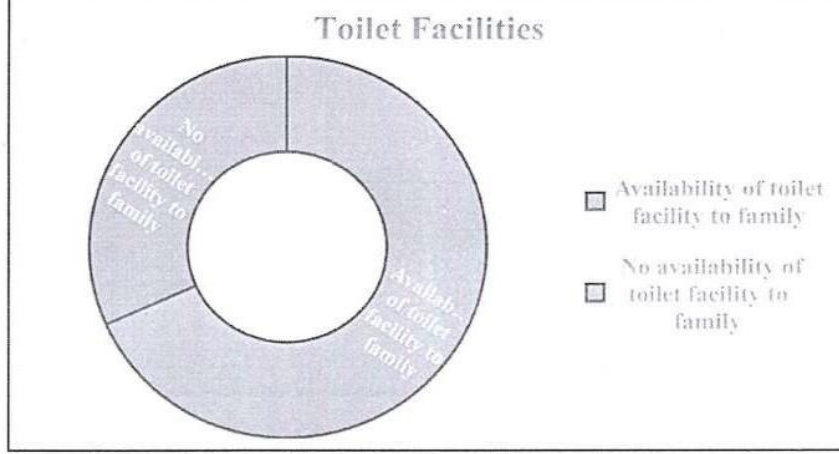 Toilet Facilities
No
availabi...
of toilet
facility to
family
Availab...
of toilet
facility to
family
Availability of toilet
facility to family
No availability of
toilet facility to
family